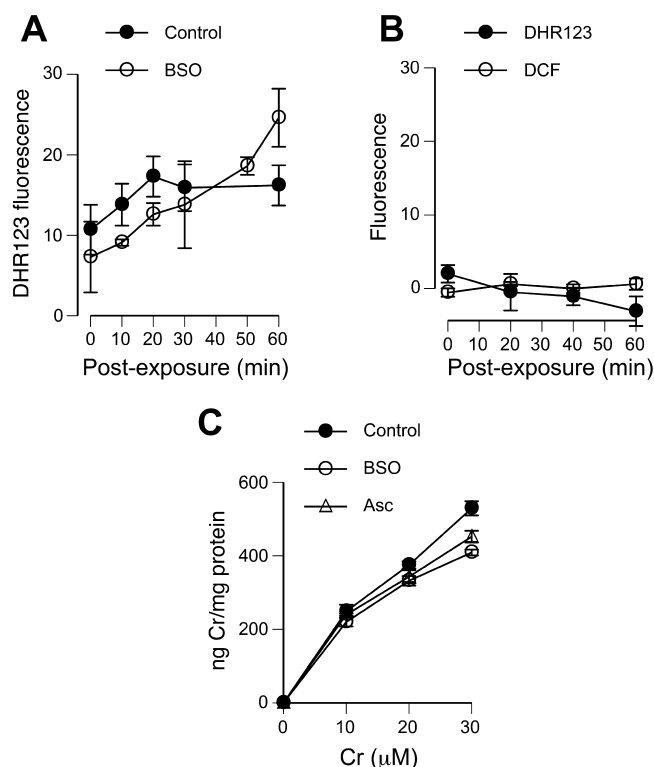 A
Control
BSO
DHR123 fluorescence
30
20
10
0
0 10 20 30 40 50 60
Post-exposure (min)
B
DHR123
DCF
Fluorescence
30
20
10
0
0 10 20 30 40 50 60
Post-exposure (min)
C
Control
BSO
Asc
ng Cr/mg protein
600
400
200
0
0 10 20 30
Cr (μM)